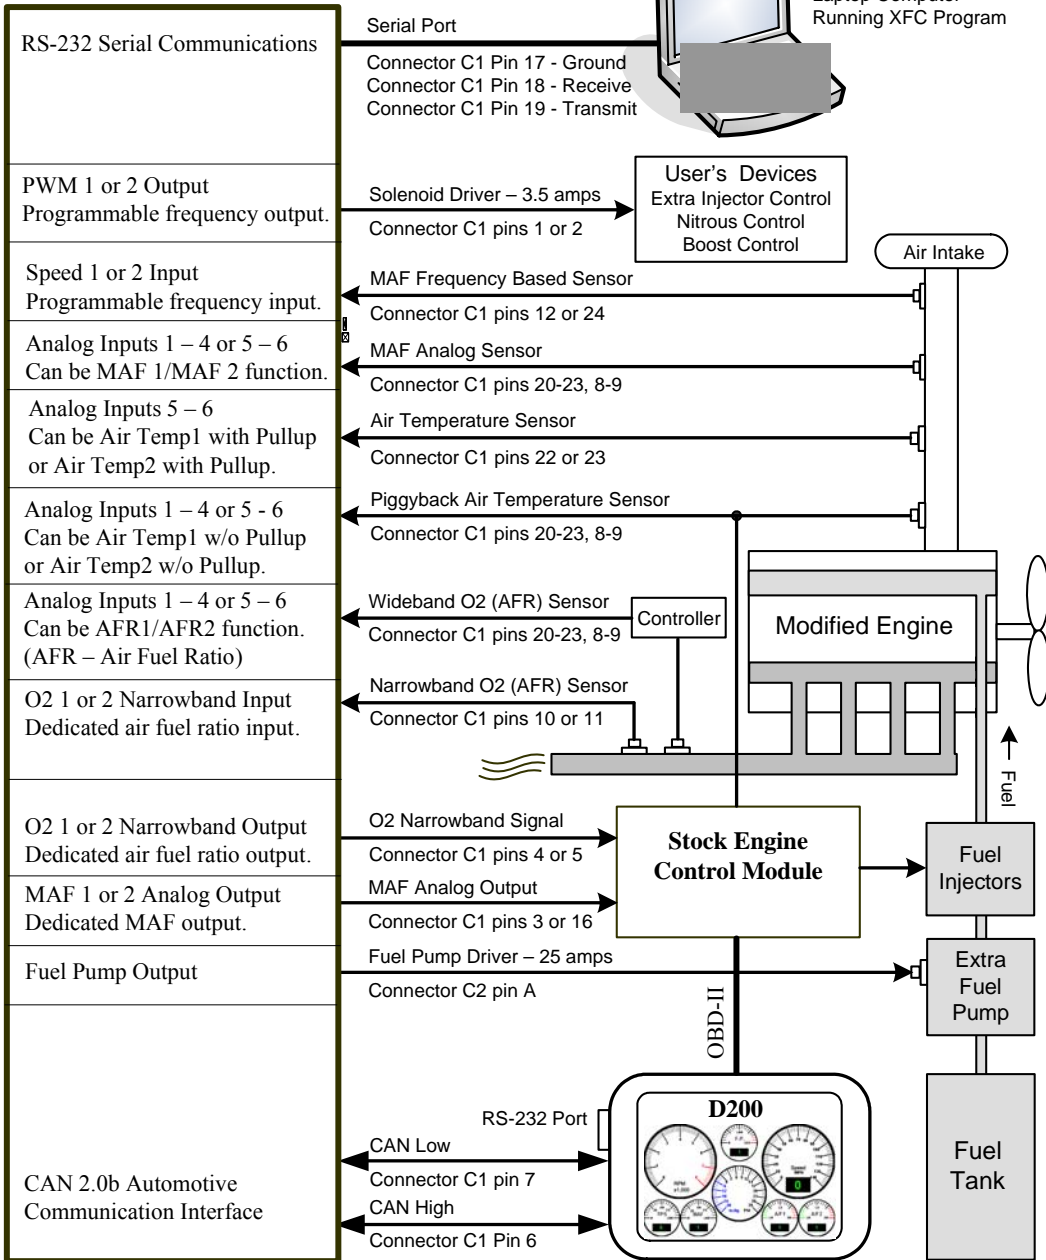 Laptop Computer
Running XFC Program
RS-232 Serial Communications
Serial Port
Connector C1 Pin 17 - Ground
Connector C1 Pin 18 - Receive
Connector C1 Pin 19 - Transmit
PWM 1 or 2 Output
Programmable frequency output.
Solenoid Driver – 3.5 amps
Connector C1 pins 1 or 2
User's Devices
Extra Injector Control
Nitrous Control
Boost Control
Air Intake
Speed 1 or 2 Input
Programmable frequency input.
MAF Frequency Based Sensor
Connector C1 pins 12 or 24
Analog Inputs 1 – 4 or 5 – 6
Can be MAF 1/MAF 2 function.
MAF Analog Sensor
Connector C1 pins 20-23, 8-9
Analog Inputs 5 – 6
Can be Air Temp1 with Pullup
or Air Temp2 with Pullup.
Air Temperature Sensor
Connector C1 pins 22 or 23
Analog Inputs 1 – 4 or 5 - 6
Can be Air Temp1 w/o Pullup
or Air Temp2 w/o Pullup.
Piggyback Air Temperature Sensor
Connector C1 pins 20-23, 8-9
Analog Inputs 1 – 4 or 5 – 6
Can be AFR1/AFR2 function.
(AFR – Air Fuel Ratio)
Wideband O2 (AFR) Sensor
Connector C1 pins 20-23, 8-9
Controller
Modified Engine
O2 1 or 2 Narrowband Input
Dedicated air fuel ratio input.
Narrowband O2 (AFR) Sensor
Connector C1 pins 10 or 11
Fuel
O2 1 or 2 Narrowband Output
Dedicated air fuel ratio output.
O2 Narrowband Signal
Connector C1 pins 4 or 5
Stock Engine
Control Module
Fuel
Injectors
MAF 1 or 2 Analog Output
Dedicated MAF output.
MAF Analog Output
Connector C1 pins 3 or 16
Fuel Pump Output
Fuel Pump Driver – 25 amps
Connector C2 pin A
Extra
Fuel
Pump
OBD-II
RS-232 Port
D200
CAN 2.0b Automotive
Communication Interface
CAN Low
Connector C1 pin 7
CAN High
Connector C1 Pin 6
Fuel
Tank